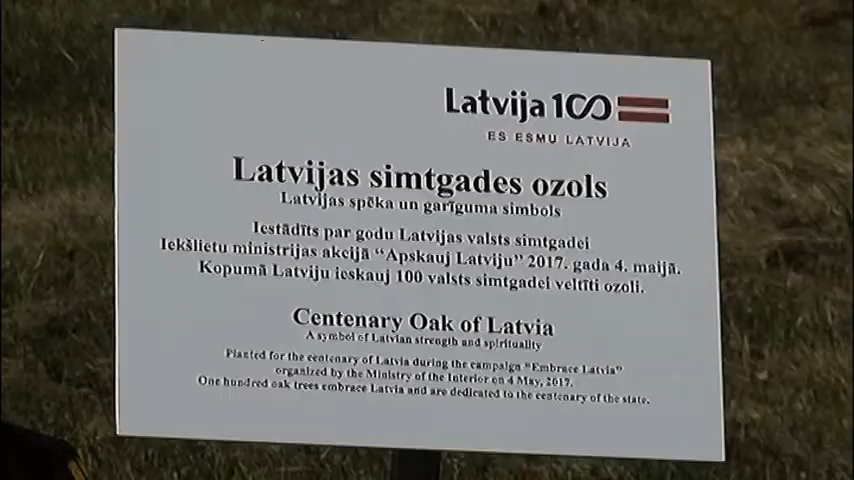 Latvija 100
ES ESMU LATVIJA
Latvijas simtgades ozols
Latvijas spēka un garīguma simbols
Iestādīts par godu Latvijas valsts simtgadei
Iekšlietu ministrijas akcijā “Apskauj Latviju” 2017. gada 4. maijā.
Kopumā Latviju ieskauj 100 valsts simtgadei veltīti ozoli.
Centenary Oak of Latvia
A symbol of Latvian strength and spirituality
Planted for the centenary of Latvia during the campaign “Embrace Latvia”
organized by the Ministry of the Interior on 4 May, 2017.
One hundred oak trees embrace Latvia and are dedicated to the centenary of the state.